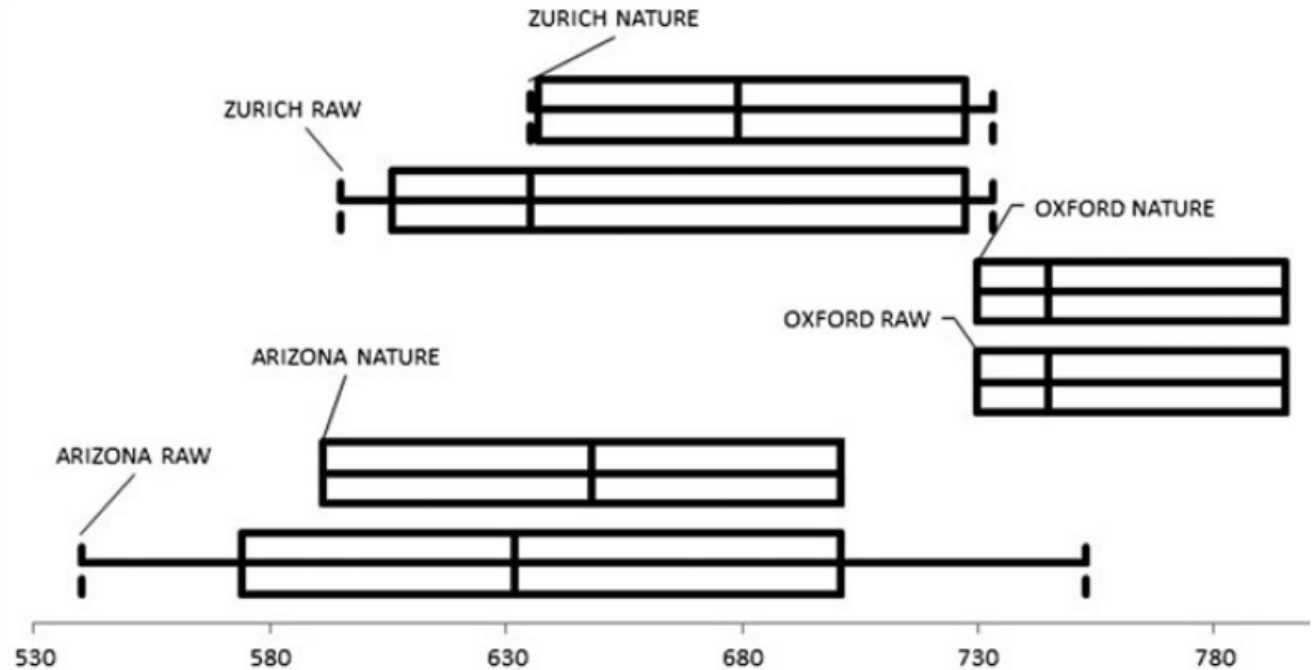 ZURICH NATURE
ZURICH RAW
OXFORD NATURE
OXFORD RAW
ARIZONA NATURE
ARIZONA RAW
530 580 630 680 730 780